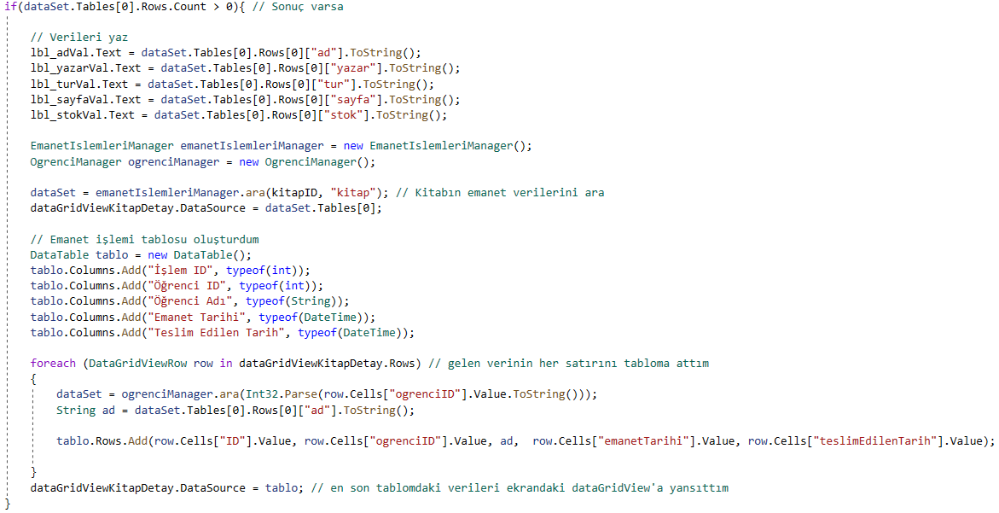 if(dataSet.Tables[0].Rows.Count > 0){ // Sonuç varsa
// Verileri yaz
lbl_adVal.Text = dataSet.Tables[0].Rows[0]["ad"].ToString();
lbl_yazarVal.Text = dataSet.Tables[0].Rows[0]["yazar"].ToString();
lbl_turVal.Text = dataSet.Tables[0].Rows[0]["tur"].ToString();
lbl_sayfaVal.Text = dataSet.Tables[0].Rows[0]["sayfa"].ToString();
lbl_stokVal.Text = dataSet.Tables[0].Rows[0]["stok"].ToString();
EmanetIslemleriManager emanetIslemleriManager = new EmanetIslemleriManager();
OgrenciManager ogrenciManager = new OgrenciManager();
dataSet = emanetIslemleriManager.ara(kitapID, "kitap"); // Kitabın emanet verilerini ara
dataGridViewKitapDetay.DataSource = dataSet.Tables[0];
// Emanet işlemi tablosu oluşturdum
DataTable tablo = new DataTable();
tablo.Columns.Add("İşlem ID", typeof(int));
tablo.Columns.Add("Öğrenci ID", typeof(int));
tablo.Columns.Add("Öğrenci Adı", typeof(String));
tablo.Columns.Add("Emanet Tarihi", typeof(DateTime));
tablo.Columns.Add("Teslim Edilen Tarih", typeof(DateTime));
foreach (DataGridViewRow row in dataGridViewKitapDetay.Rows) // gelen verinin her satırını tabloma attım
{
dataSet = ogrenciManager.ara(Int32.Parse(row.Cells["ogrenciID"].Value.ToString()));
String ad = dataSet.Tables[0].Rows[0]["ad"].ToString();
tablo.Rows.Add(row.Cells["ID"].Value, row.Cells["ogrenciID"].Value, ad,  row.Cells["emanetTarihi"].Value, row.Cells["teslimEdilenTarih"].Value);
}
dataGridViewKitapDetay.DataSource = tablo; // en son tablomdaki verileri ekrandaki dataGridView'a yansıttım
}